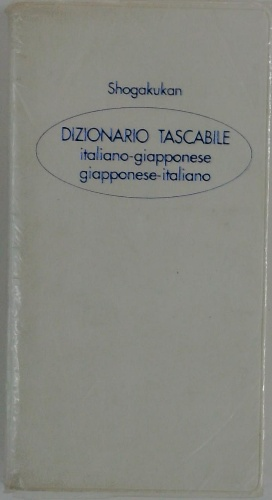 Shogakukan
DIZIONARIO TASCABILE
italiano-giapponese
giapponese-italiano